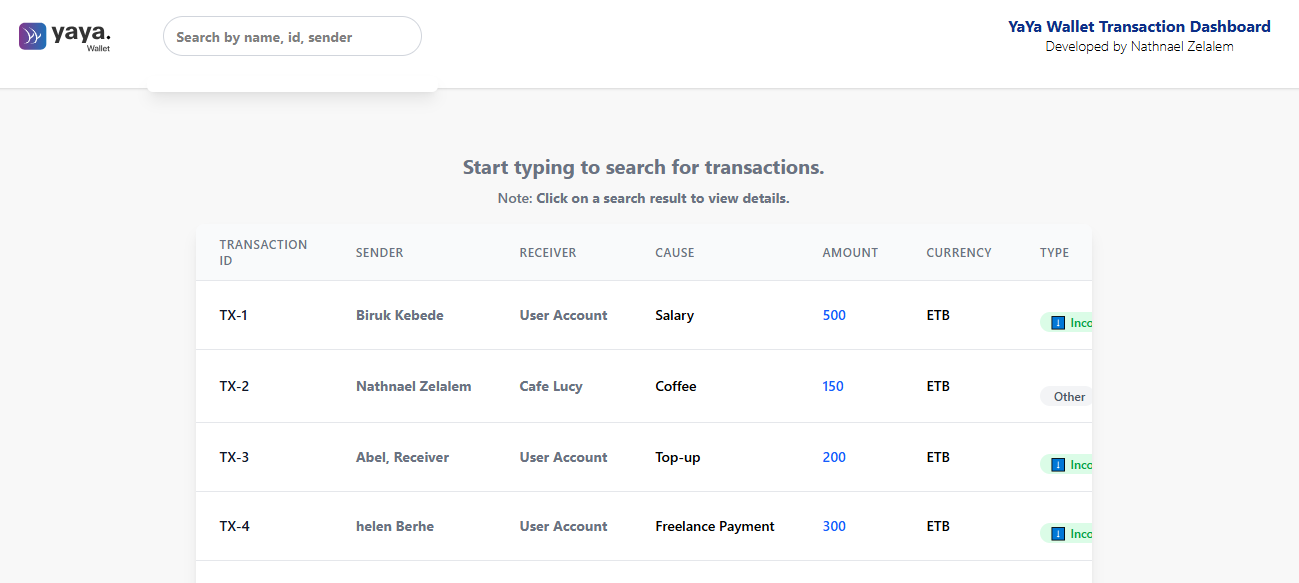 yaya.
Wallet
Search by name, id, sender
YaYa Wallet Transaction Dashboard
Developed by Nathnael Zelalem
Start typing to search for transactions.
Note: Click on a search result to view details.
TRANSACTION ID SENDER RECEIVER CAUSE AMOUNT CURRENCY TYPE
TX-1 Biruk Kebede User Account Salary 500 ETB Inco
TX-2 Nathnael Zelalem Cafe Lucy Coffee 150 ETB Other
TX-3 Abel, Receiver User Account Top-up 200 ETB Inco
TX-4 helen Berhe User Account Freelance Payment 300 ETB Inco